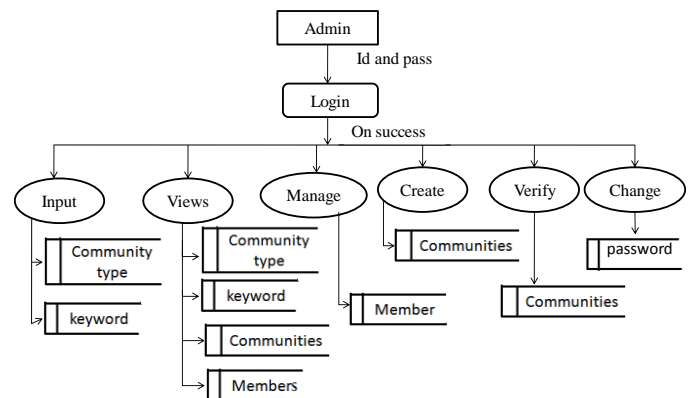 Admin
Id and pass
Login
On success
Input
Views
Manage
Create
Verify
Change
Community
type
keyword
Community
type
keyword
Communities
Members
Member
Communities
Communities
password